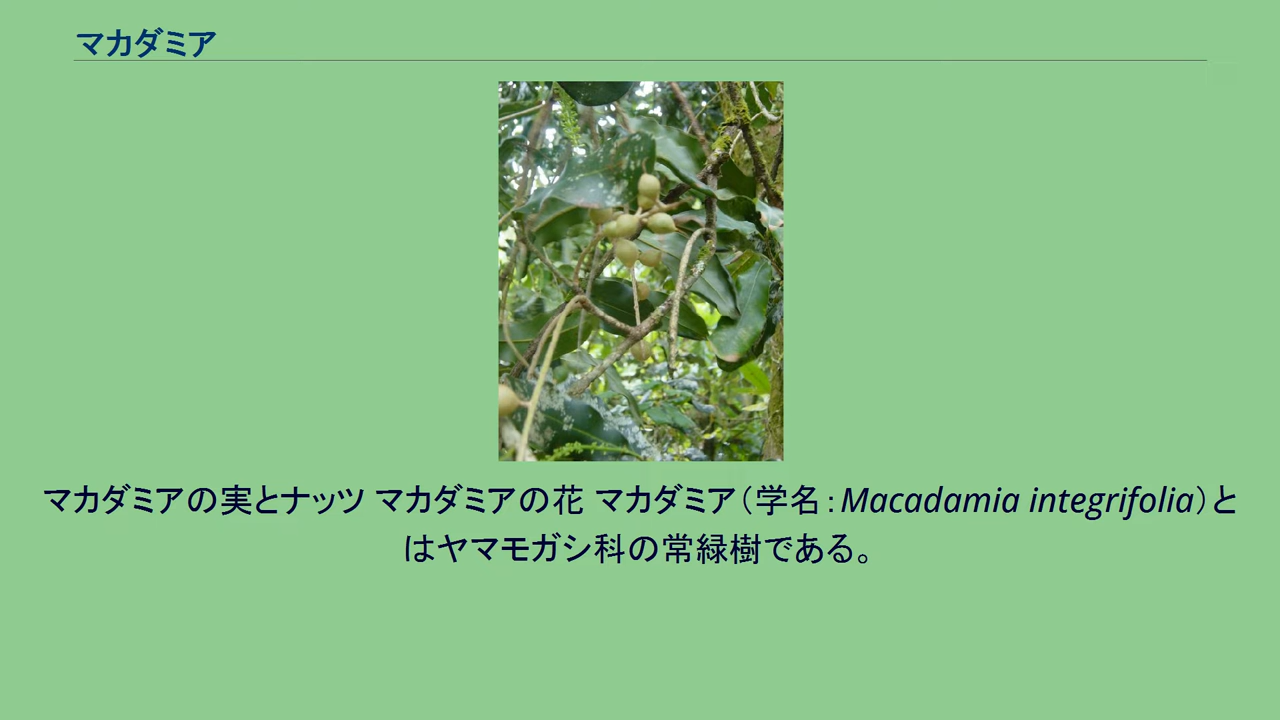 マカダミア
マカダミアの実とナッツ マカダミアの花 マカダミア（学名：Macadamia integrifolia）と
はヤマモガシ科の常緑樹である。